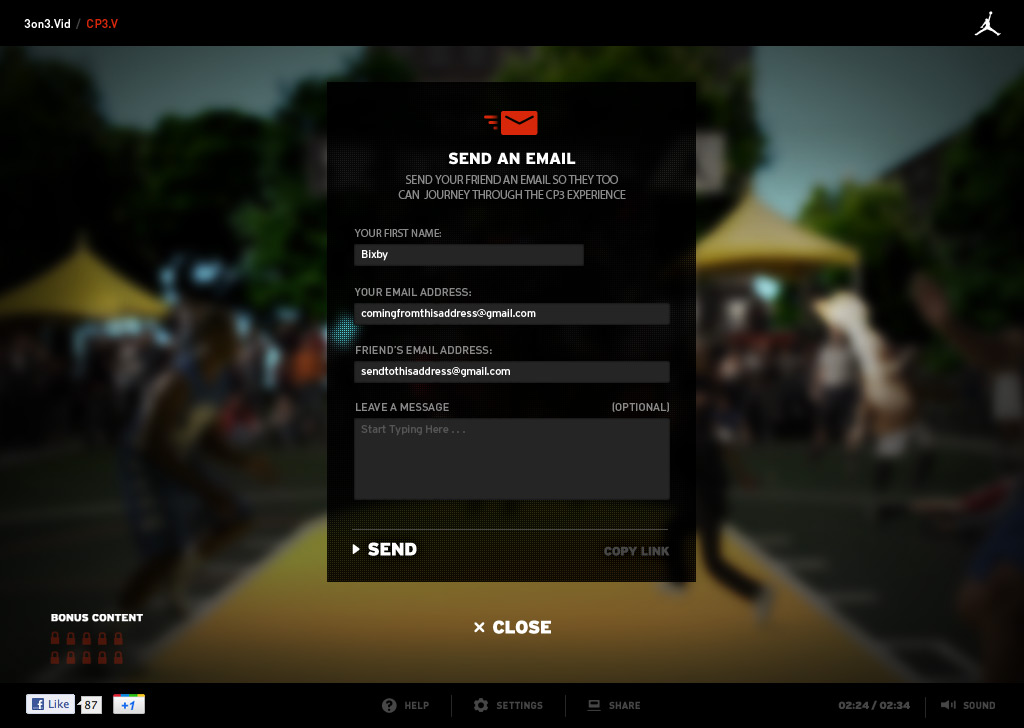 3on3.Vid / CP3.V
SEND AN EMAIL
SEND YOUR FRIEND AN EMAIL SO THEY TOO
CAN JOURNEY THROUGH THE CP3 EXPERIENCE
YOUR FIRST NAME:
Bixby
YOUR EMAIL ADDRESS:
comingfromthisaddress@gmail.com
FRIEND'S EMAIL ADDRESS:
sendtothisaddress@gmail.com
LEAVE A MESSAGE (OPTIONAL)
Start Typing Here . . .
SEND COPY LINK
× CLOSE
BONUS CONTENT
Like 87 +1 HELP SETTINGS SHARE 02:24 / 02:34 SOUND